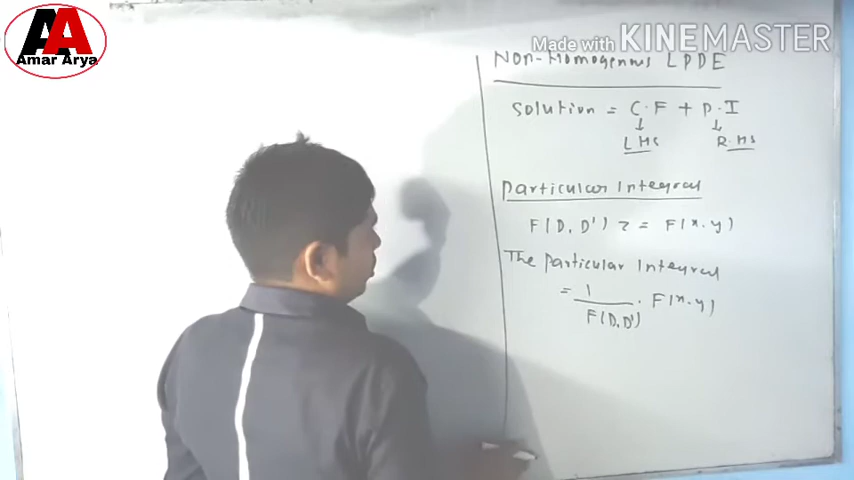 AA
Amar Arya
Made with KINEMASTER
Non-Homogenous LPDE
Solution = C.F + P.I
↓ ↓
LHS R.HS
Particular Integral
F(D, D') z = F(x.y)
The Particular Integral
= 1 / F(D,D') . F(x.y)